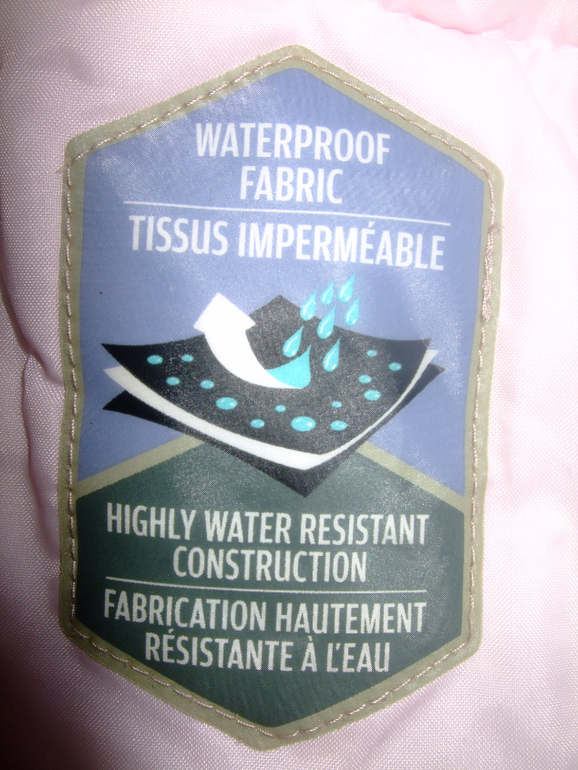 WATERPROOF
FABRIC
TISSUS IMPERMÉABLE
HIGHLY WATER RESISTANT
CONSTRUCTION
FABRICATION HAUTEMENT
RÉSISTANTE À L'EAU